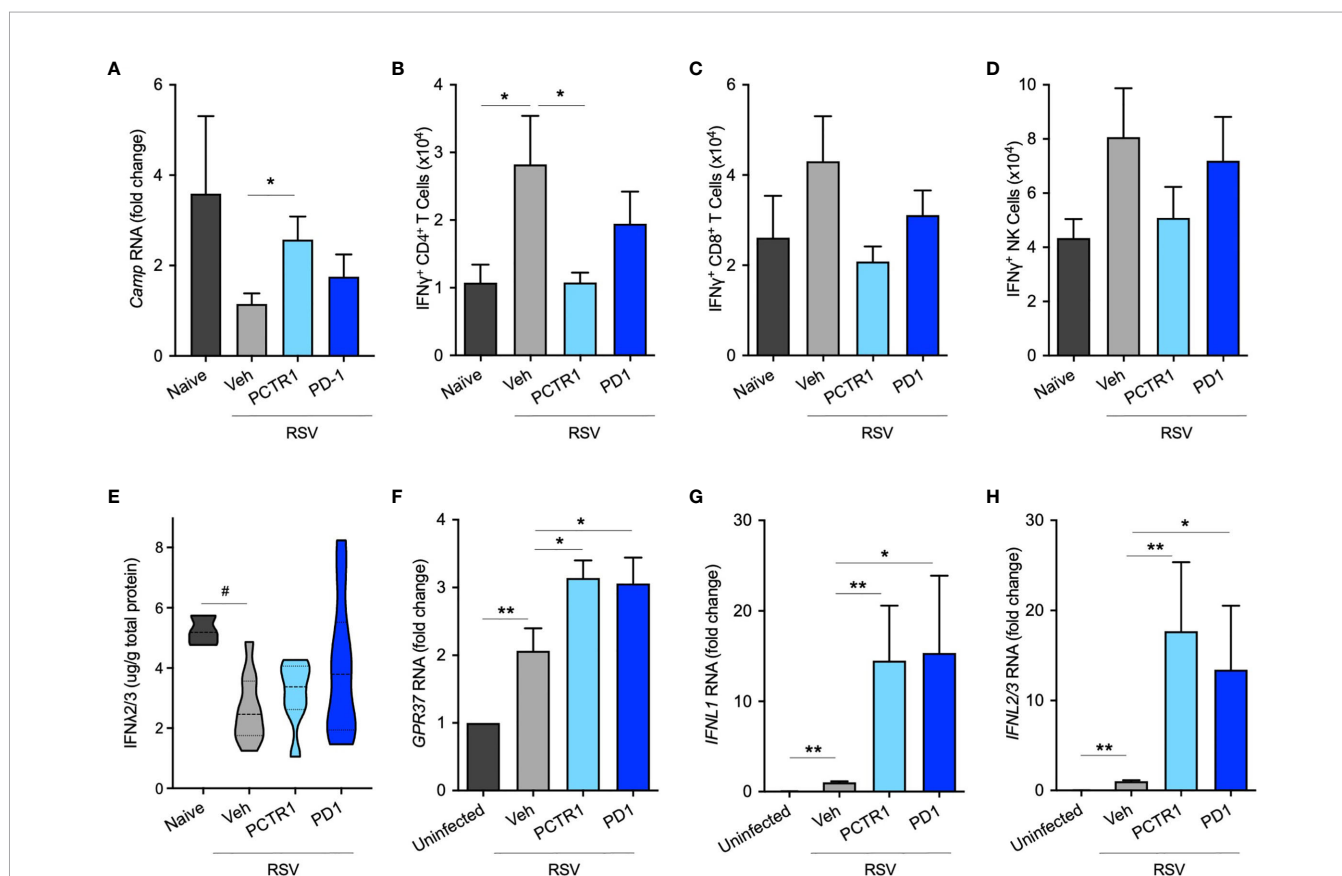 A
Camp RNA (fold change)
6
4
2
0
*
Naïve
Veh
PCTR1
PD-1
RSV
B
IFNγ⁺ CD4⁺ T Cells (x10⁴)
4
3
2
1
0
*
*
Naïve
Veh
PCTR1
PD1
RSV
C
IFNγ⁺ CD8⁺ T Cells (x10⁴)
6
4
2
0
Naïve
Veh
PCTR1
PD1
RSV
D
IFNγ⁺ NK Cells (x10⁴)
10
8
6
4
2
0
Naïve
Veh
PCTR1
PD1
RSV
E
IFNλ2/3 (ug/g total protein)
8
6
4
2
0
#
Naive
Veh
PCTR1
PD1
RSV
F
GPR37 RNA (fold change)
4
3
2
1
0
**
*
*
Uninfected
Veh
PCTR1
PD1
RSV
G
IFNL1 RNA (fold change)
30
20
15
10
5
0
**
**
*
Uninfected
Veh
PCTR1
PD1
RSV
H
IFNL2/3 RNA (fold change)
30
20
10
0
**
**
*
Uninfected
Veh
PCTR1
PD1
RSV